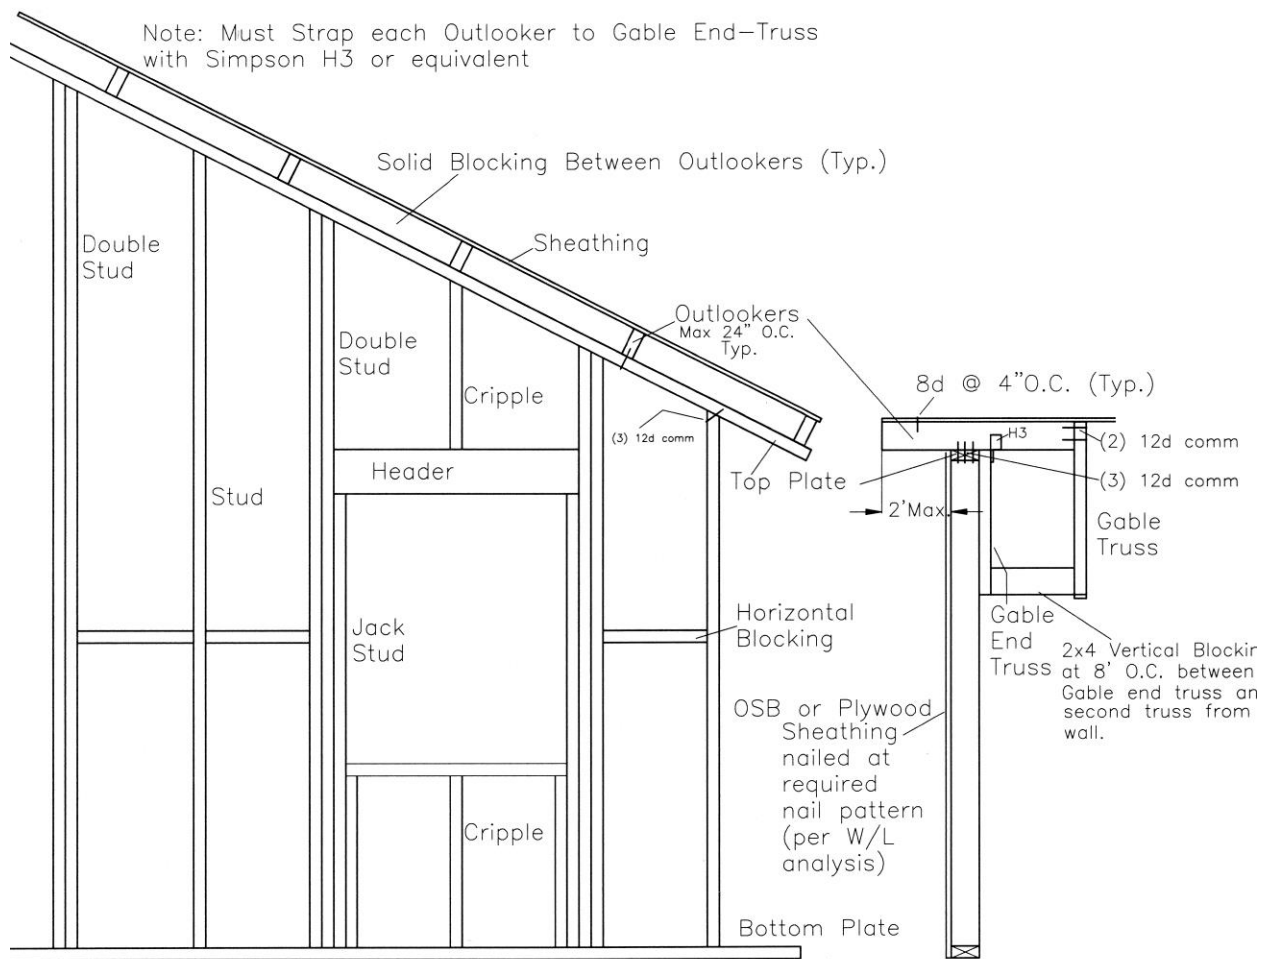 Note: Must Strap each Outlooker to Gable End-Truss
with Simpson H3 or equivalent
Solid Blocking Between Outlookers (Typ.)
Double
Stud
Sheathing
Outlookers
Max 24" O.C.
Typ.
Double
Stud
Cripple
8d @ 4"O.C. (Typ.)
H3
(2) 12d comm
(3) 12d comm
(3) 12d comm
Header
Top Plate
Stud
2'Max.
Gable
Truss
Jack
Stud
Horizontal
Blocking
Gable
End
Truss
2x4 Vertical Blockir
at 8' O.C. between
Gable end truss an
second truss from
wall.
OSB or Plywood
Sheathing
nailed at
required
nail pattern
(per W/L
analysis)
Cripple
Bottom Plate